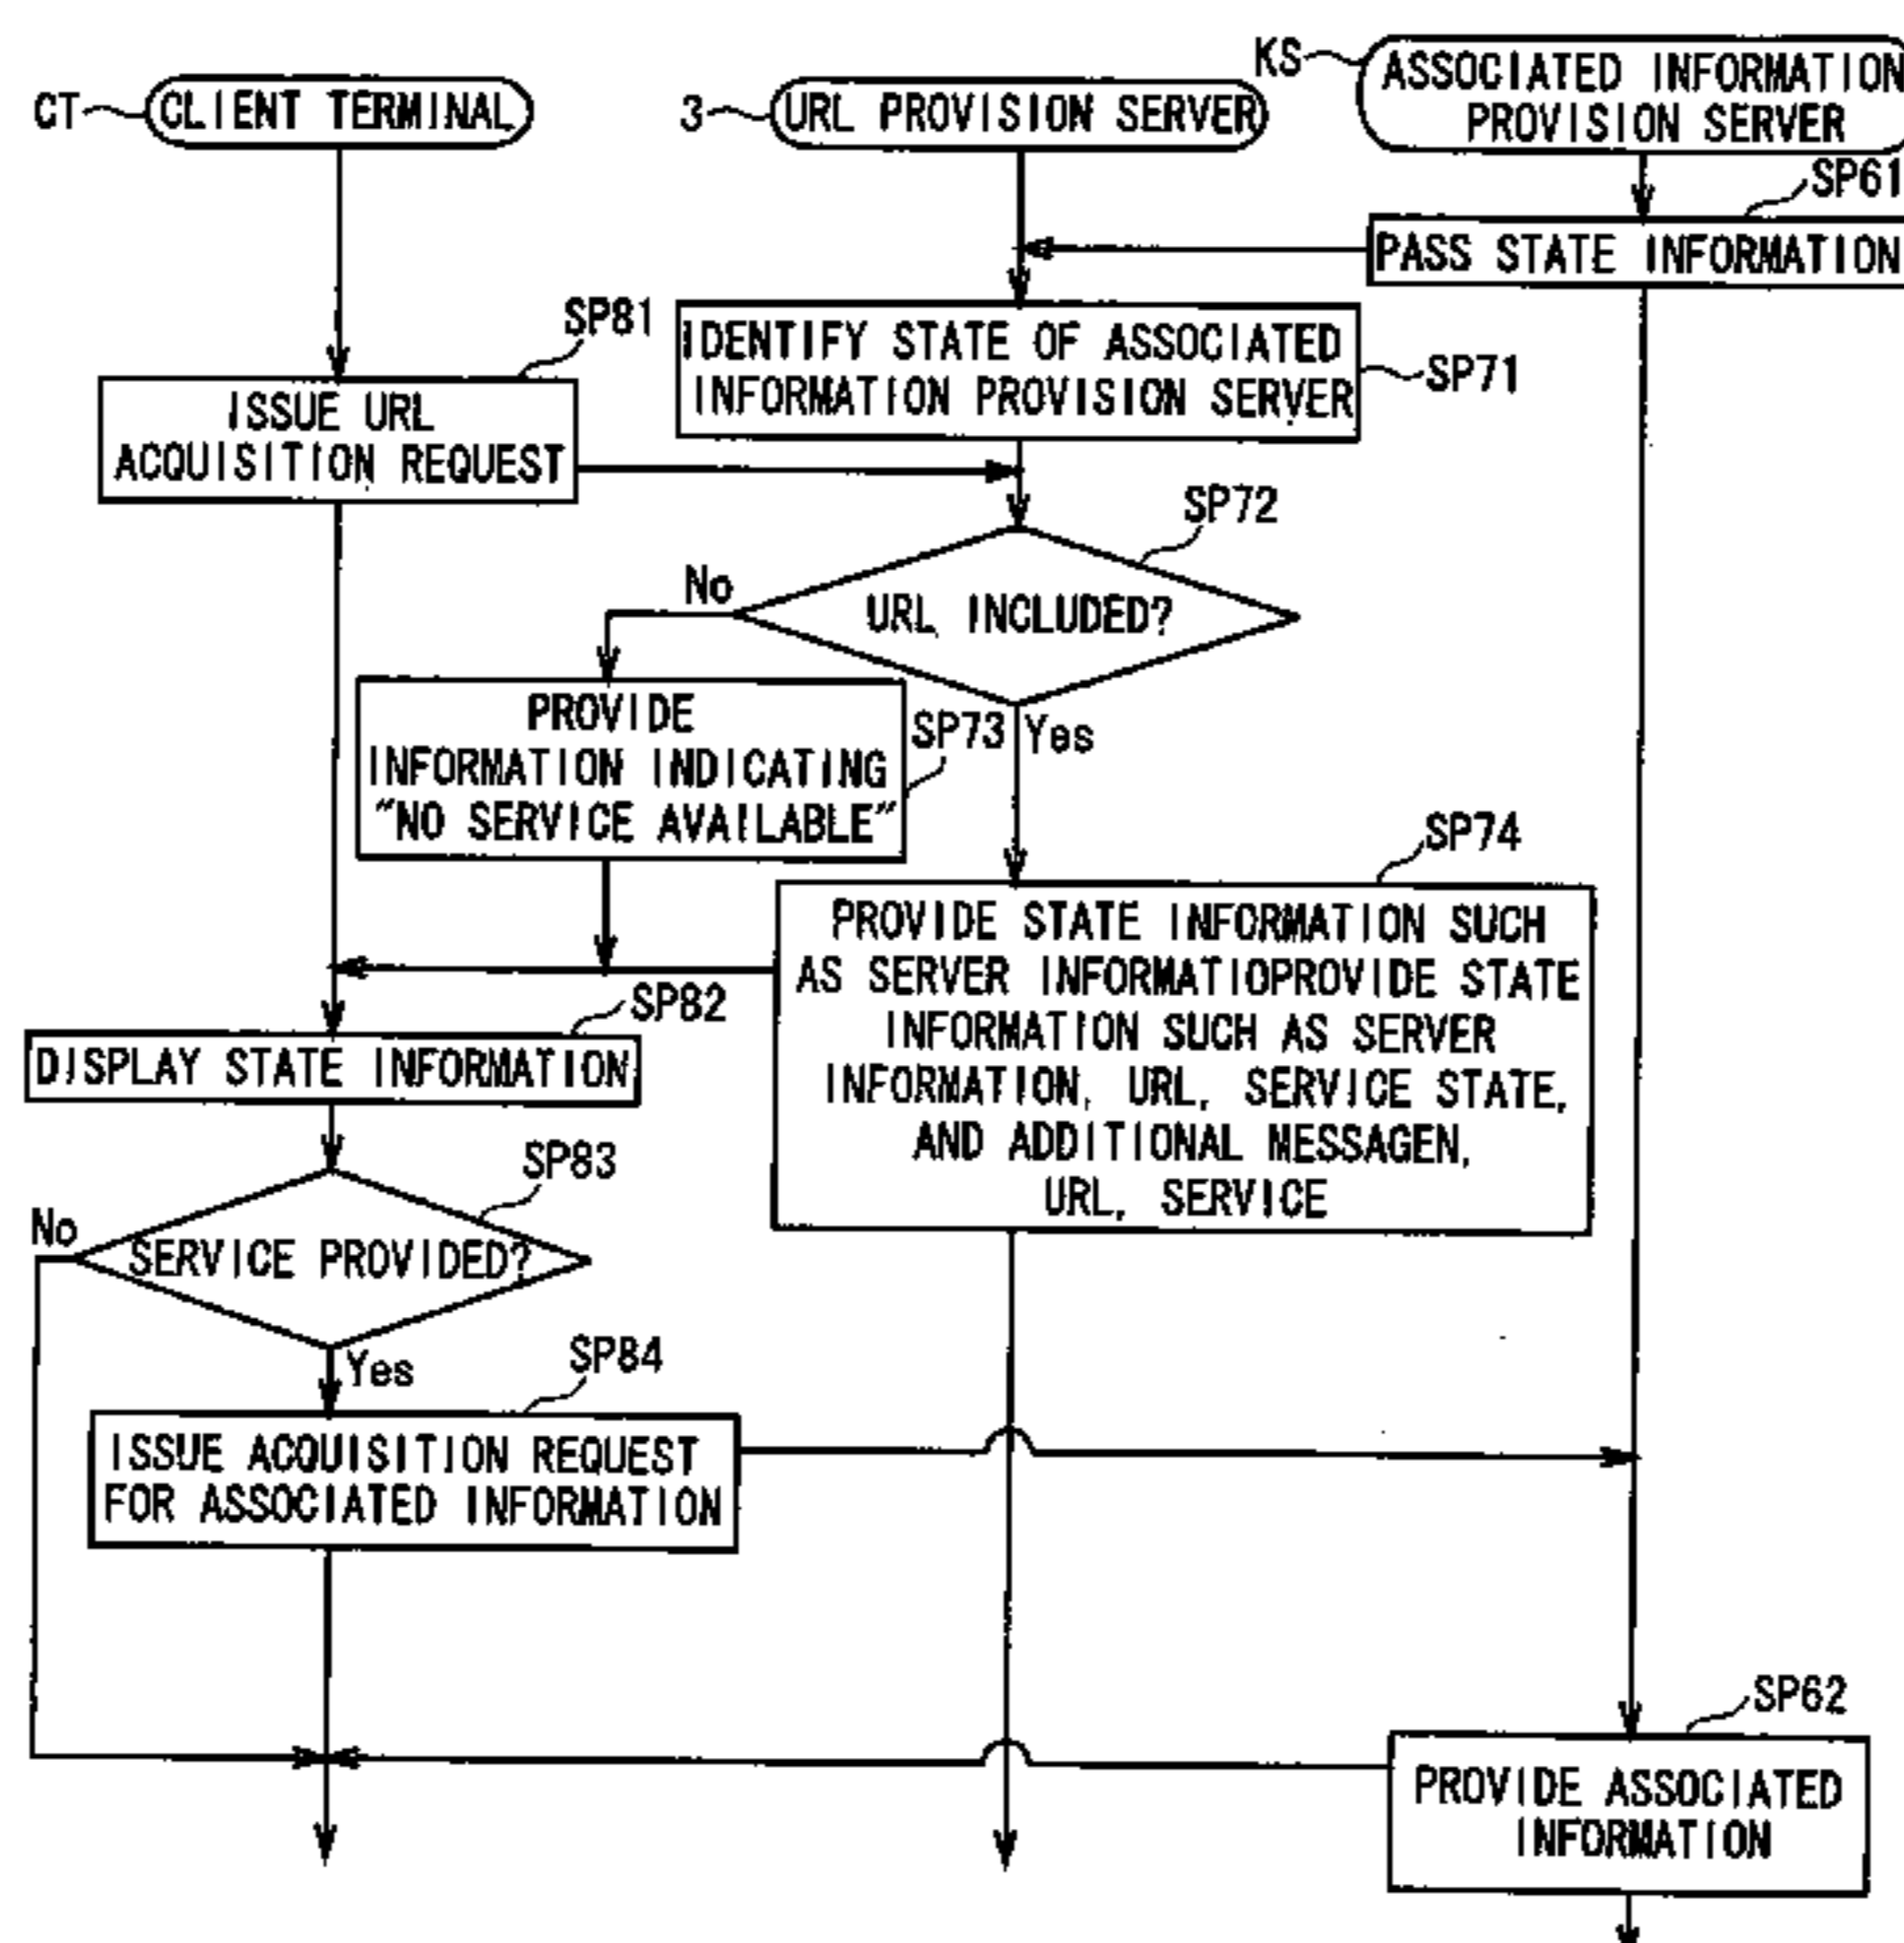 CT
CLIENT TERMINAL
3
URL PROVISION SERVER
KS
ASSOCIATED INFORMATION
PROVISION SERVER
SP61
PASS STATE INFORMATION
SP81
ISSUE URL
ACQUISITION REQUEST
IDENTIFY STATE OF ASSOCIATED
INFORMATION PROVISION SERVER
SP71
SP72
No
URL INCLUDED?
Yes
PROVIDE
INFORMATION INDICATING
"NO SERVICE AVAILABLE"
SP73
SP74
PROVIDE STATE INFORMATION SUCH
AS SERVER INFORMATIOPROVIDE STATE
INFORMATION SUCH AS SERVER
INFORMATION, URL, SERVICE STATE,
AND ADDITIONAL MESSAGEN,
URL, SERVICE
SP82
DISPLAY STATE INFORMATION
SP83
No
SERVICE PROVIDED?
Yes
SP84
ISSUE ACQUISITION REQUEST
FOR ASSOCIATED INFORMATION
SP62
PROVIDE ASSOCIATED
INFORMATION